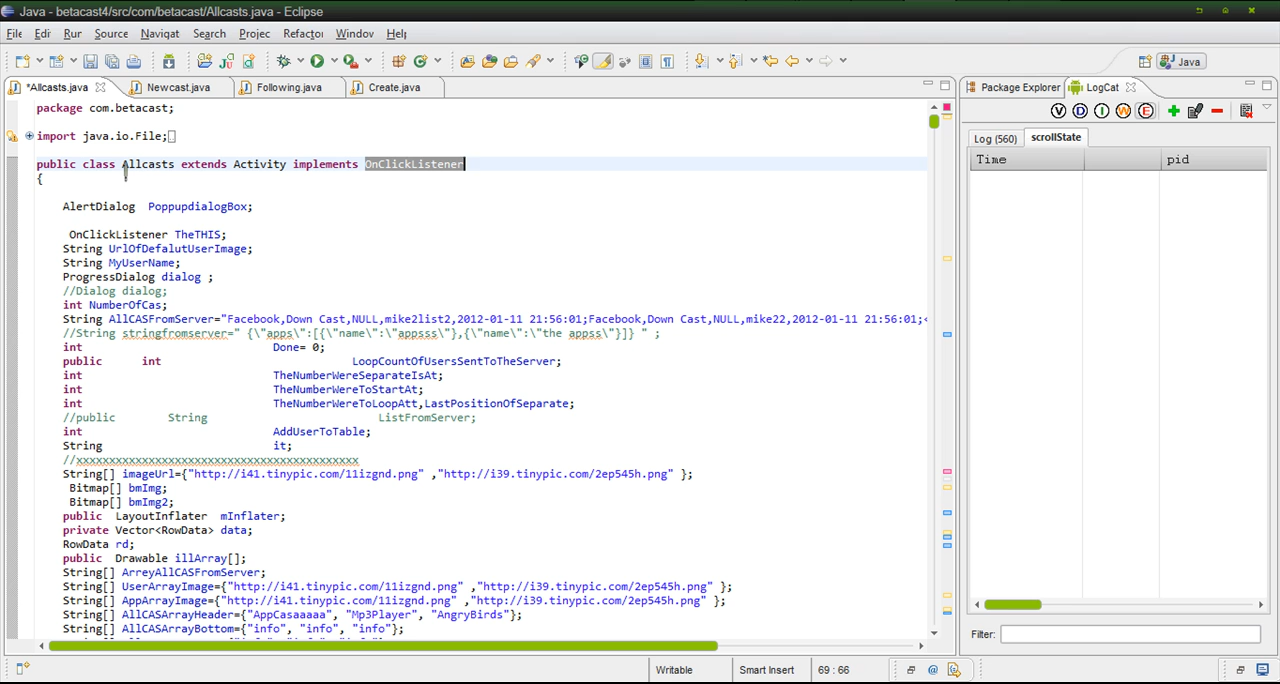 Java - betacast4/src/com/betacast/Allcasts.java - Eclipse
File Edit Run Source Navigat Search Projec Refactoı Window Help
Java
*Allcasts.java Newcast.java Following.java Create.java
package com.betacast;
import java.io.File;
public class Allcasts extends Activity implements OnClickListener
{
AlertDialog PoppupdialogBox;
OnClickListener TheTHIS;
String UrlOfDefalutUserImage;
String MyUserName;
ProgressDialog dialog ;
//Dialog dialog;
int NumberOfCas;
String AllCASFromServer="Facebook,Down Cast,NULL,mike2list2,2012-01-11 21:56:01;Facebook,Down Cast,NULL,mike22,2012-01-11 21:56:01;<
//String stringfromserver=" {\"apps\":[{\"name\":\"appsss\"},{\"name\":\"the appss\"}]} " ;
int Done= 0;
public int LoopCountOfUsersSentToTheServer;
int TheNumberWereSeparateIsAt;
int TheNumberWereToStartAt;
int TheNumberWereToLoopAtt,LastPositionOfSeparate;
//public String ListFromServer;
int AddUserToTable;
String it;
//xxxxxxxxxxxxxxxxxxxxxxxxxxxxxxxxxxxxxxxxxxx
String[] imageUrl={"http://i41.tinypic.com/11izgnd.png" ,"http://i39.tinypic.com/2ep545h.png" };
Bitmap[] bmImg;
Bitmap[] bmImg2;
public LayoutInflater mInflater;
private Vector<RowData> data;
RowData rd;
public Drawable illArray[];
String[] ArreyAllCASFromServer;
String[] UserArrayImage={"http://i41.tinypic.com/11izgnd.png" ,"http://i39.tinypic.com/2ep545h.png" };
String[] AppArrayImage={"http://i41.tinypic.com/11izgnd.png" ,"http://i39.tinypic.com/2ep545h.png" };
String[] AllCASArrayHeader={"AppCasaaaaa", "Mp3Player", "AngryBirds"};
String[] AllCASArrayBottom={"info", "info", "info"};
Package Explorer LogCat
V D I W E
Log (560) scrollState
Time pid
Filter:
Writable Smart Insert 69 : 66